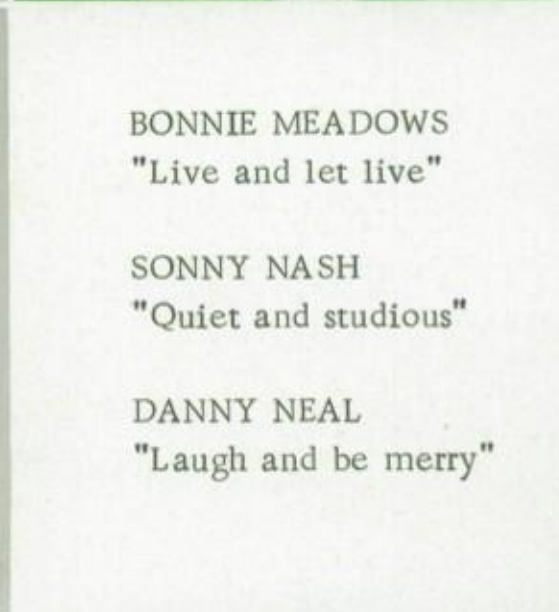 BONNIE MEADOWS
"Live and let live"
SONNY NASH
"Quiet and studious"
DANNY NEAL
"Laugh and be merry"